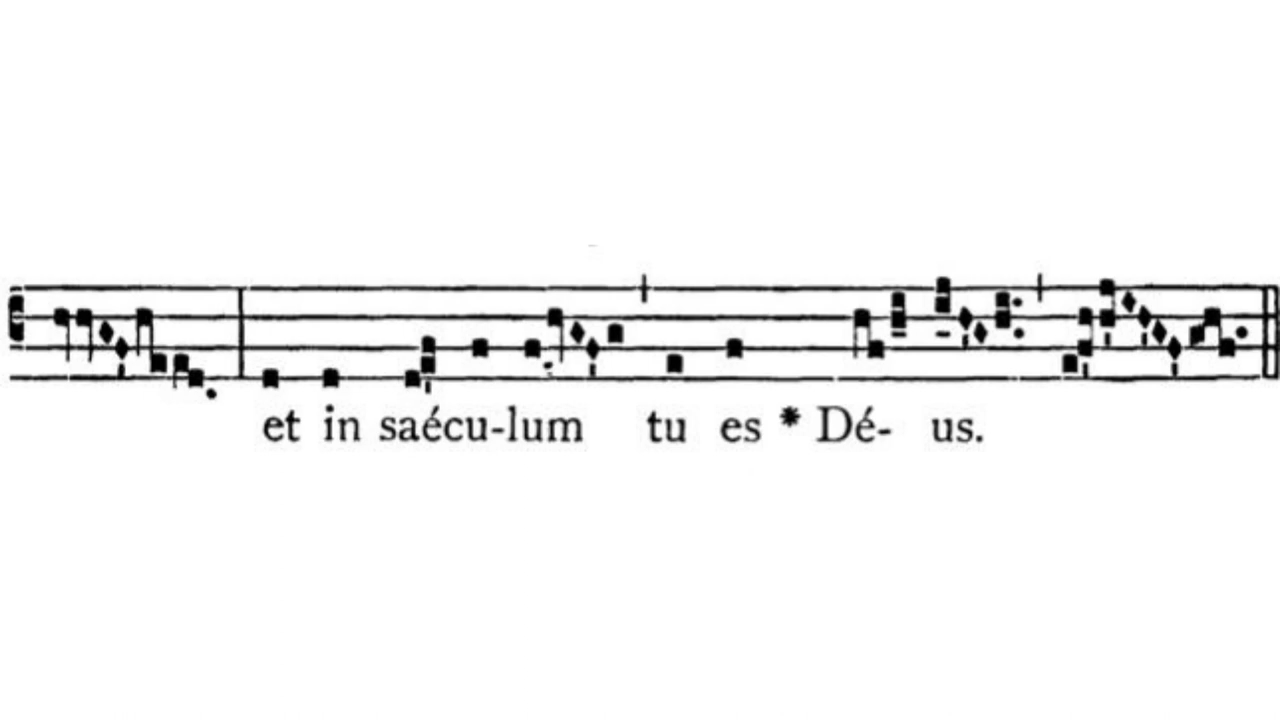 et in saécu-lum tu es * Dé- us.